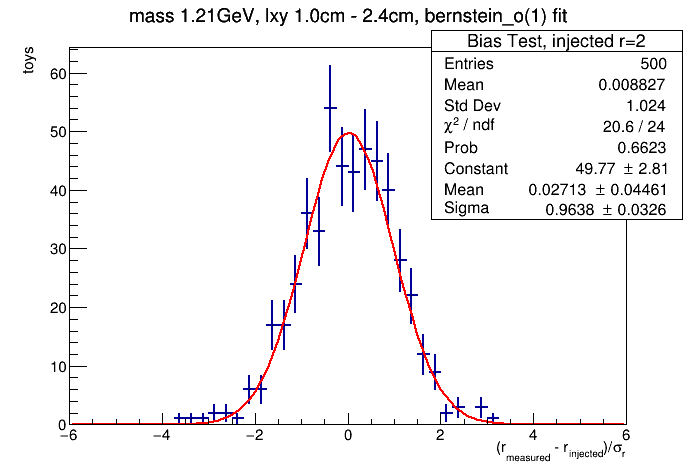 mass 1.21GeV, lxy 1.0cm - 2.4cm, bernstein_o(1) fit
Bias Test, injected r=2
Entries 500
Mean 0.008827
Std Dev 1.024
χ² / ndf 20.6 / 24
Prob 0.6623
Constant 49.77 ± 2.81
Mean 0.02713 ± 0.04461
Sigma 0.9638 ± 0.0326
toys
60
50
40
30
20
10
0
−6 −4 −2 0 2 4 6
(r_measured - r_injected)/σ_r